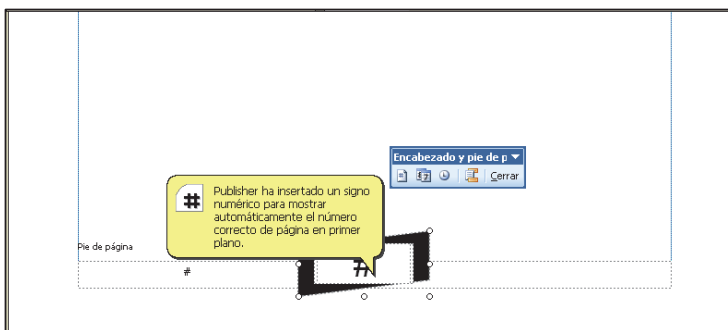 Encabezado y pie de p
Cerrar
#
Publisher ha insertado un signo
numérico para mostrar
automáticamente el número
correcto de página en primer
plano.
Pie de página
#
#